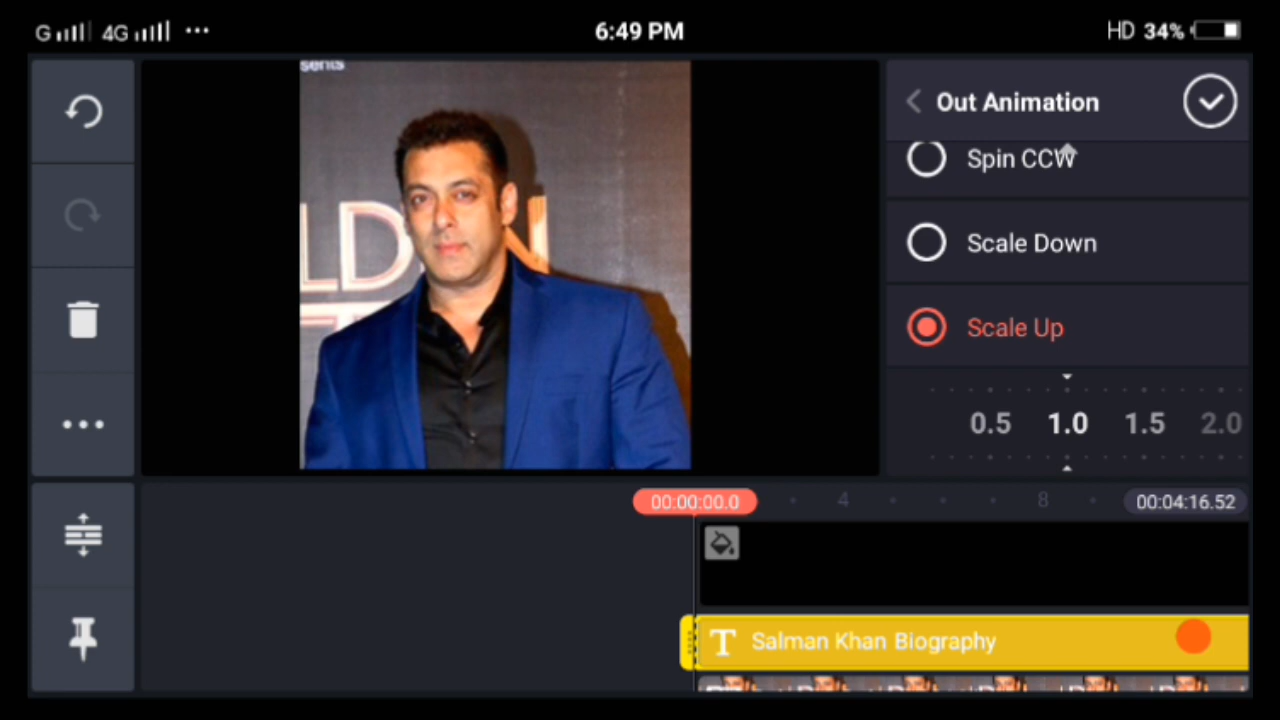 G 4G ... 6:49 PM HD 34%
sents
LD N
Out Animation
Spin CCW
Scale Down
Scale Up
0.5 1.0 1.5 2.0
00:00:00.0 4 8 00:04:16.52
T Salman Khan Biography